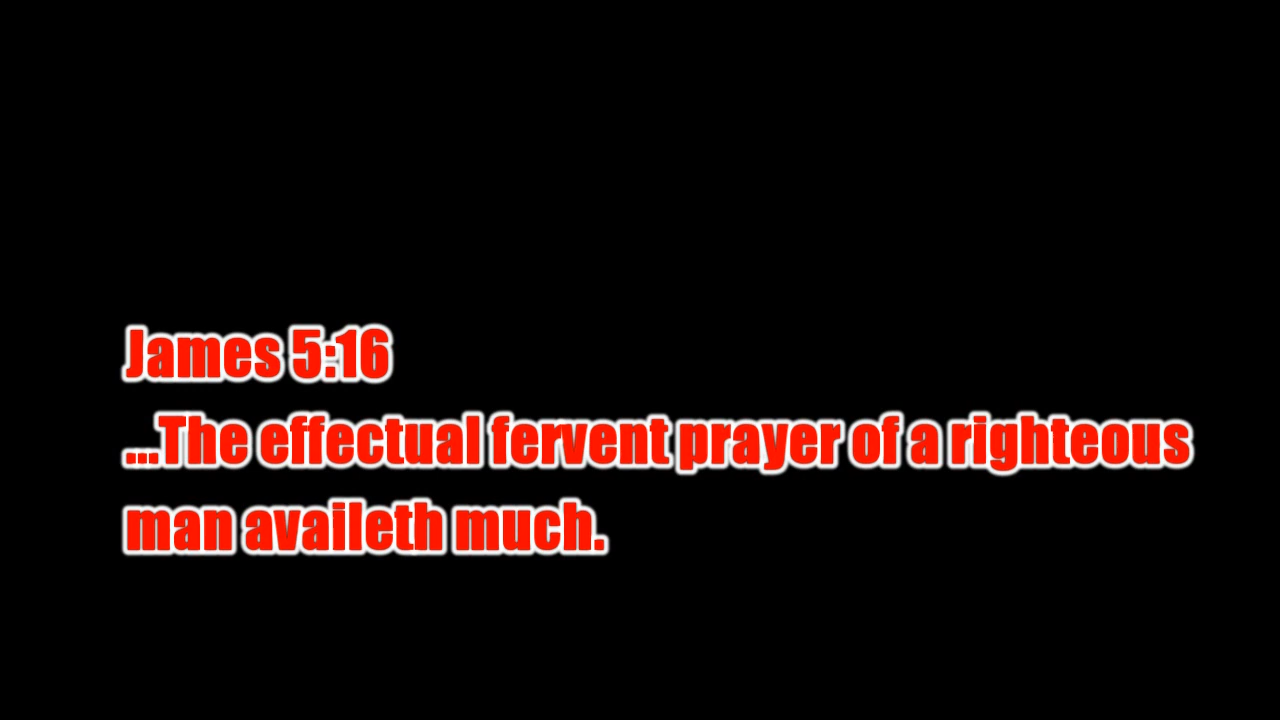 James 5:16
...The effectual fervent prayer of a righteous
man availeth much.